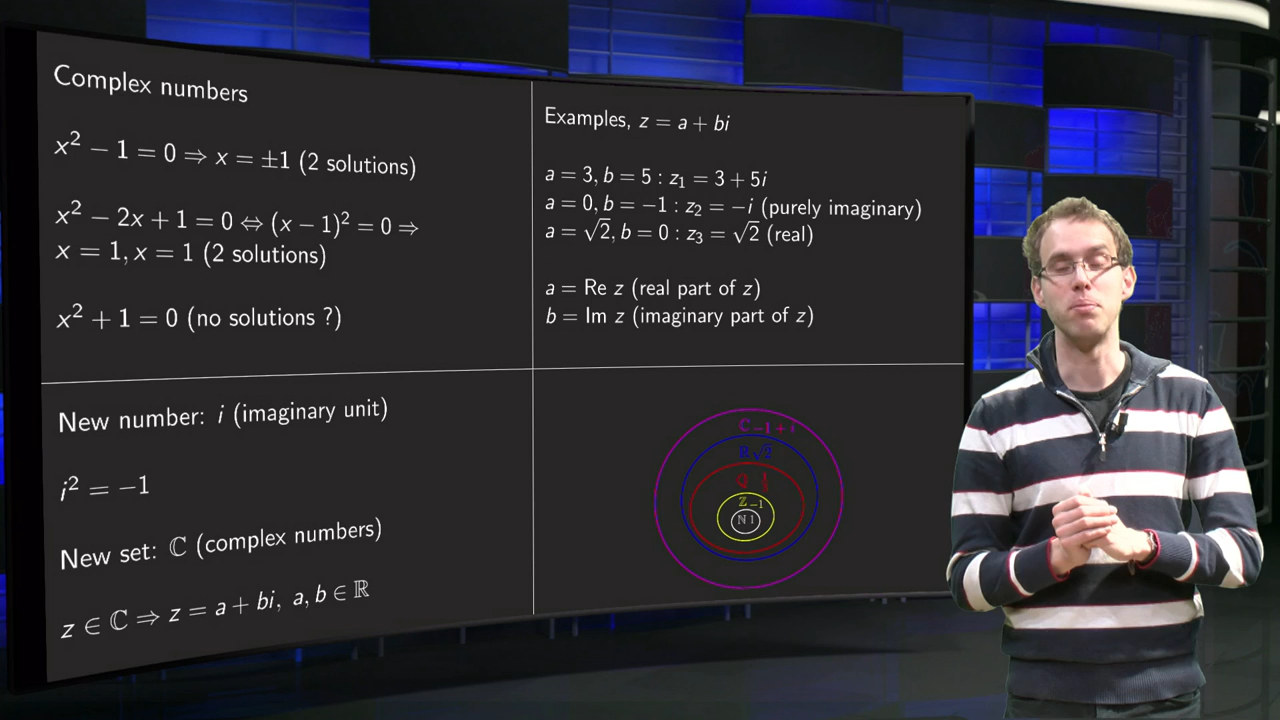 Complex numbers
x² − 1 = 0 ⇒ x = ±1 (2 solutions)
x² − 2x + 1 = 0 ⇔ (x − 1)² = 0 ⇒
x = 1, x = 1 (2 solutions)
x² + 1 = 0 (no solutions ?)
New number: i (imaginary unit)
i² = −1
New set: ℂ (complex numbers)
z ∈ ℂ ⇒ z = a + bi, a, b ∈ ℝ
Examples, z = a + bi
a = 3, b = 5 : z₁ = 3 + 5i
a = 0, b = −1 : z₂ = −i (purely imaginary)
a = √2, b = 0 : z₃ = √2 (real)
a = Re z (real part of z)
b = Im z (imaginary part of z)
ℂ −1 + i
ℝ √2
ℚ
ℤ −1
ℕ 1